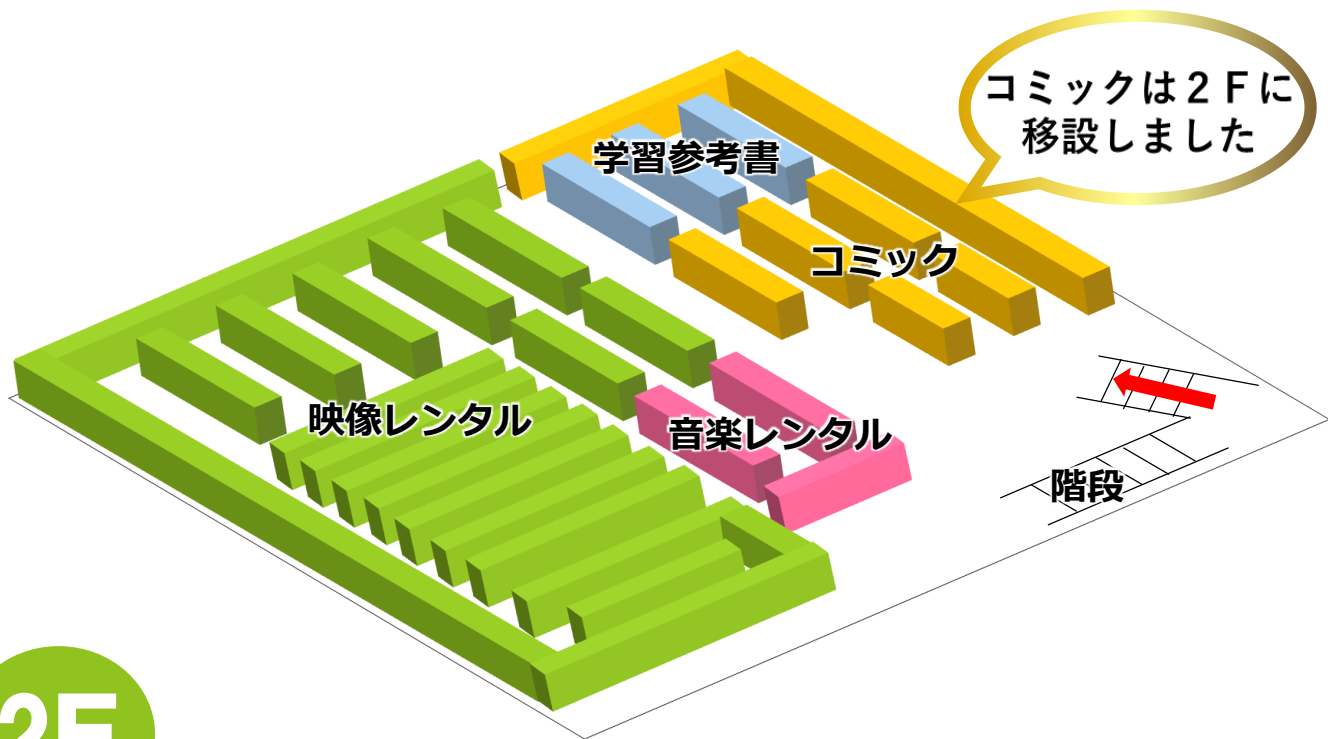 コミックは２Ｆに
移設しました
学習参考書
コミック
映像レンタル
音楽レンタル
階段
2F